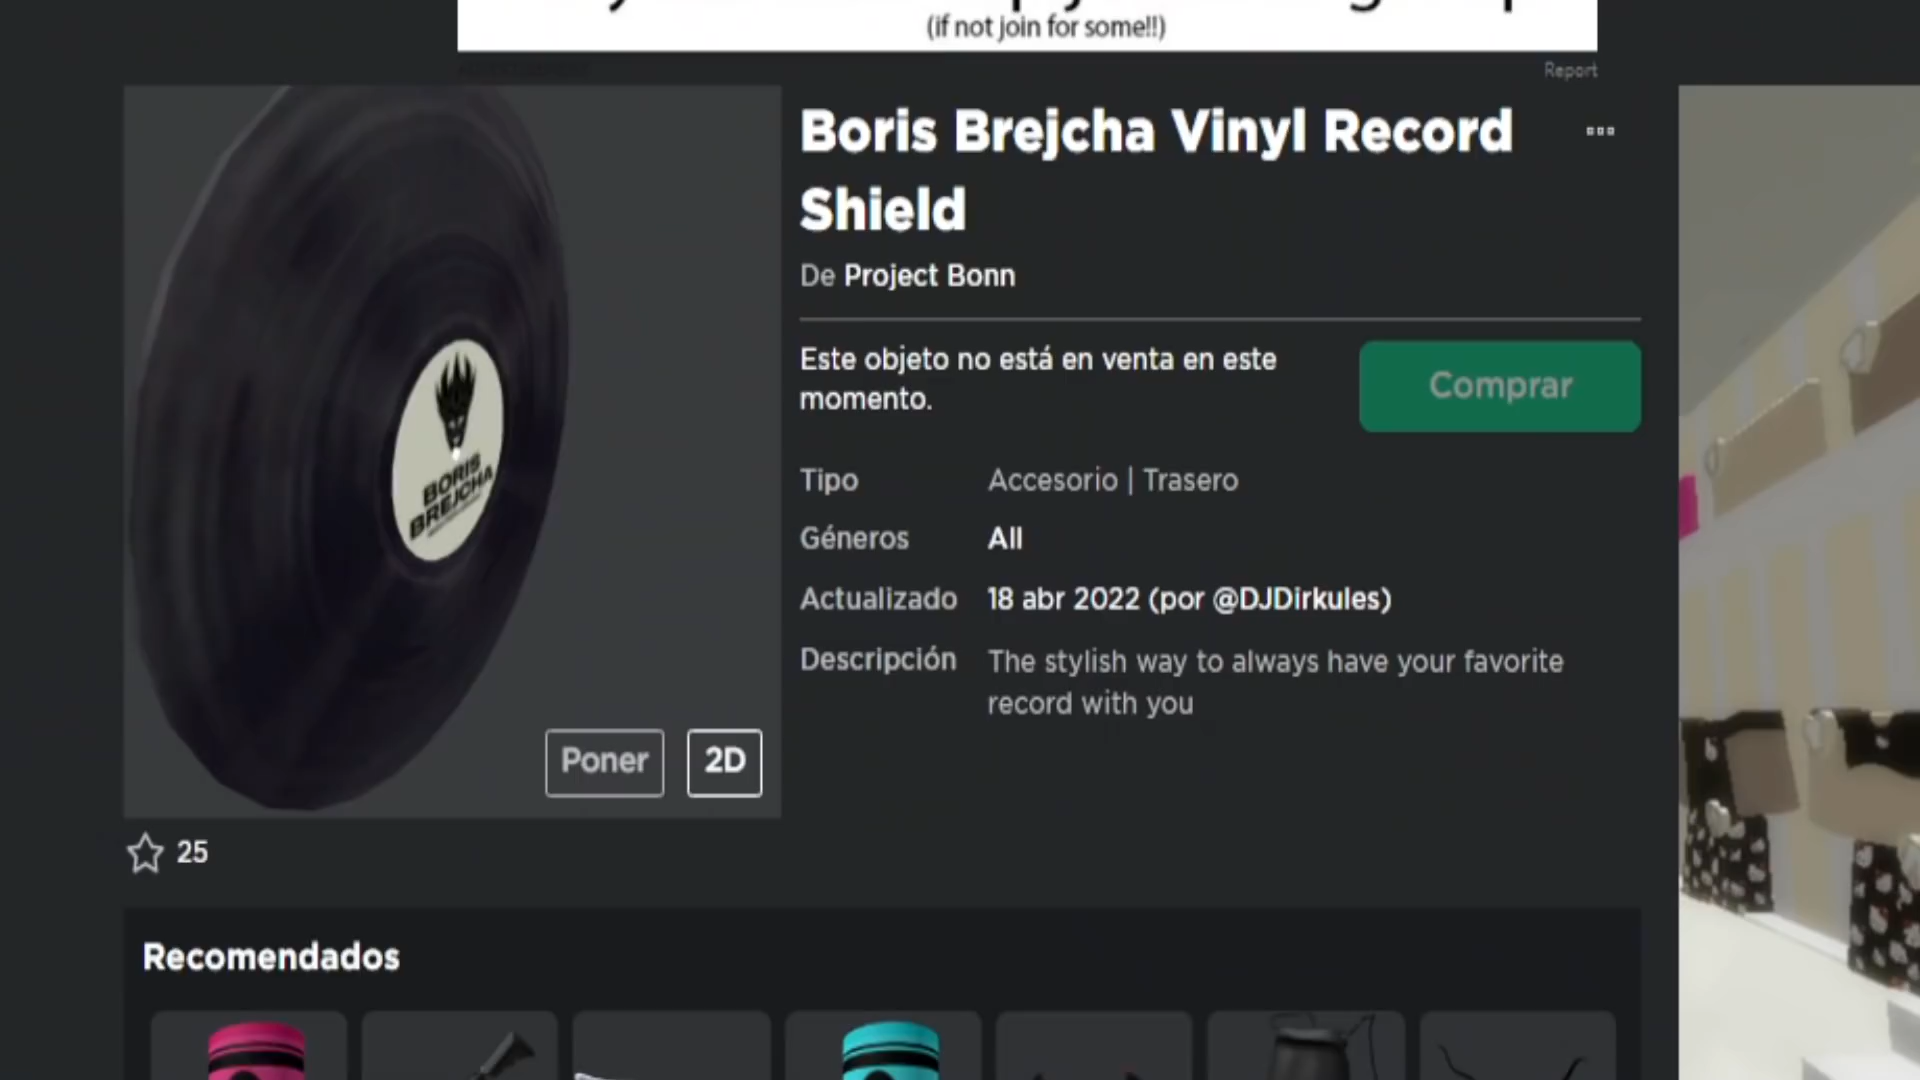 (if not join for some!!)
Report
Boris Brejcha Vinyl Record
Shield
De Project Bonn
Este objeto no está en venta en este
momento.
Comprar
Tipo Accesorio | Trasero
Géneros All
Actualizado 18 abr 2022 (por @DJDirkules)
Descripción The stylish way to always have your favorite
record with you
BORIS
BREJCHA
Poner 2D
25
Recomendados